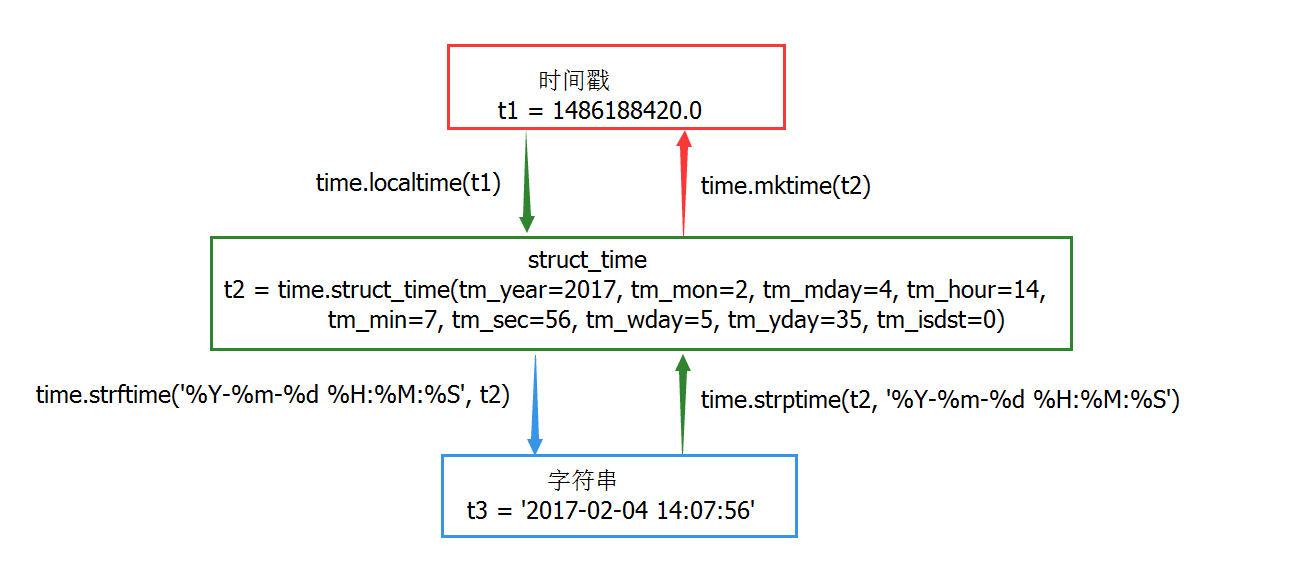 时间戳
t1 = 1486188420.0
time.localtime(t1)
time.mktime(t2)
struct_time
t2 = time.struct_time(tm_year=2017, tm_mon=2, tm_mday=4, tm_hour=14,
tm_min=7, tm_sec=56, tm_wday=5, tm_yday=35, tm_isdst=0)
time.strftime('%Y-%m-%d %H:%M:%S', t2)
time.strptime(t2, '%Y-%m-%d %H:%M:%S')
字符串
t3 = '2017-02-04 14:07:56'